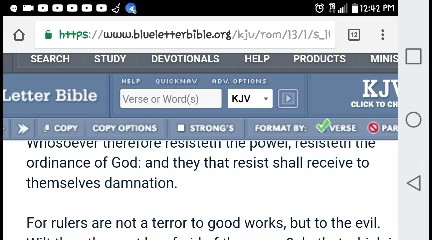 12:42 PM
https://www.blueletterbible.org/kjv/rom/13/1/s_1
12
SEARCH STUDY DEVOTIONALS HELP PRODUCTS MINIS
HELP QUICKNAV ADV. OPTIONS
Letter Bible Verse or Word(s) KJV KJV
CLICK TO CH
COPY COPY OPTIONS STRONG'S FORMAT BY: VERSE PAR
Whosoever therefore resisteth the power, resisteth the
ordinance of God: and they that resist shall receive to
themselves damnation.
For rulers are not a terror to good works, but to the evil.